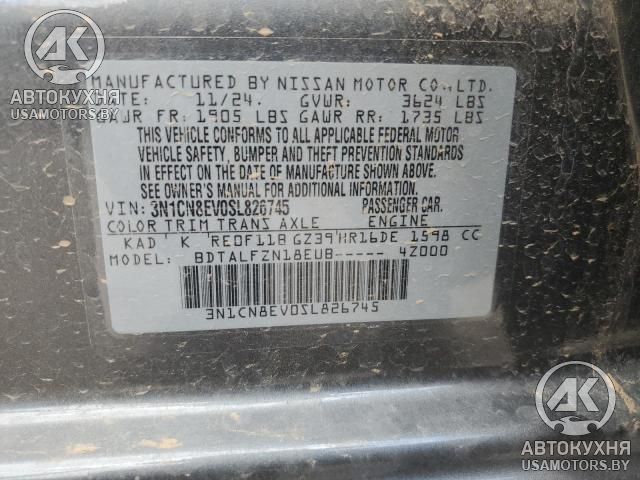 AK
АВТОКУХНЯ
USAMOTORS.BY
MANUFACTURED BY NISSAN MOTOR CO., LTD.
DATE: 11/24. GVWR: 3624 LBS
GAWR FR: 1905 LBS GAWR RR: 1735 LBS
THIS VEHICLE CONFORMS TO ALL APPLICABLE FEDERAL MOTOR
VEHICLE SAFETY, BUMPER AND THEFT PREVENTION STANDARDS
IN EFFECT ON THE DATE OF MANUFACTURE SHOWN ABOVE.
SEE OWNER'S MANUAL FOR ADDITIONAL INFORMATION.
VIN: 3N1CN8EV0SL826745 PASSENGER CAR.
COLOR TRIM TRANS AXLE ENGINE
KAD K RE0F11B GZ39 HR16DE 1598 CC
MODEL: BDTALFZN18EUB----- 4Z000
3N1CN8EV0SL826745
AK
АВТОКУХНЯ
USAMOTORS.BY